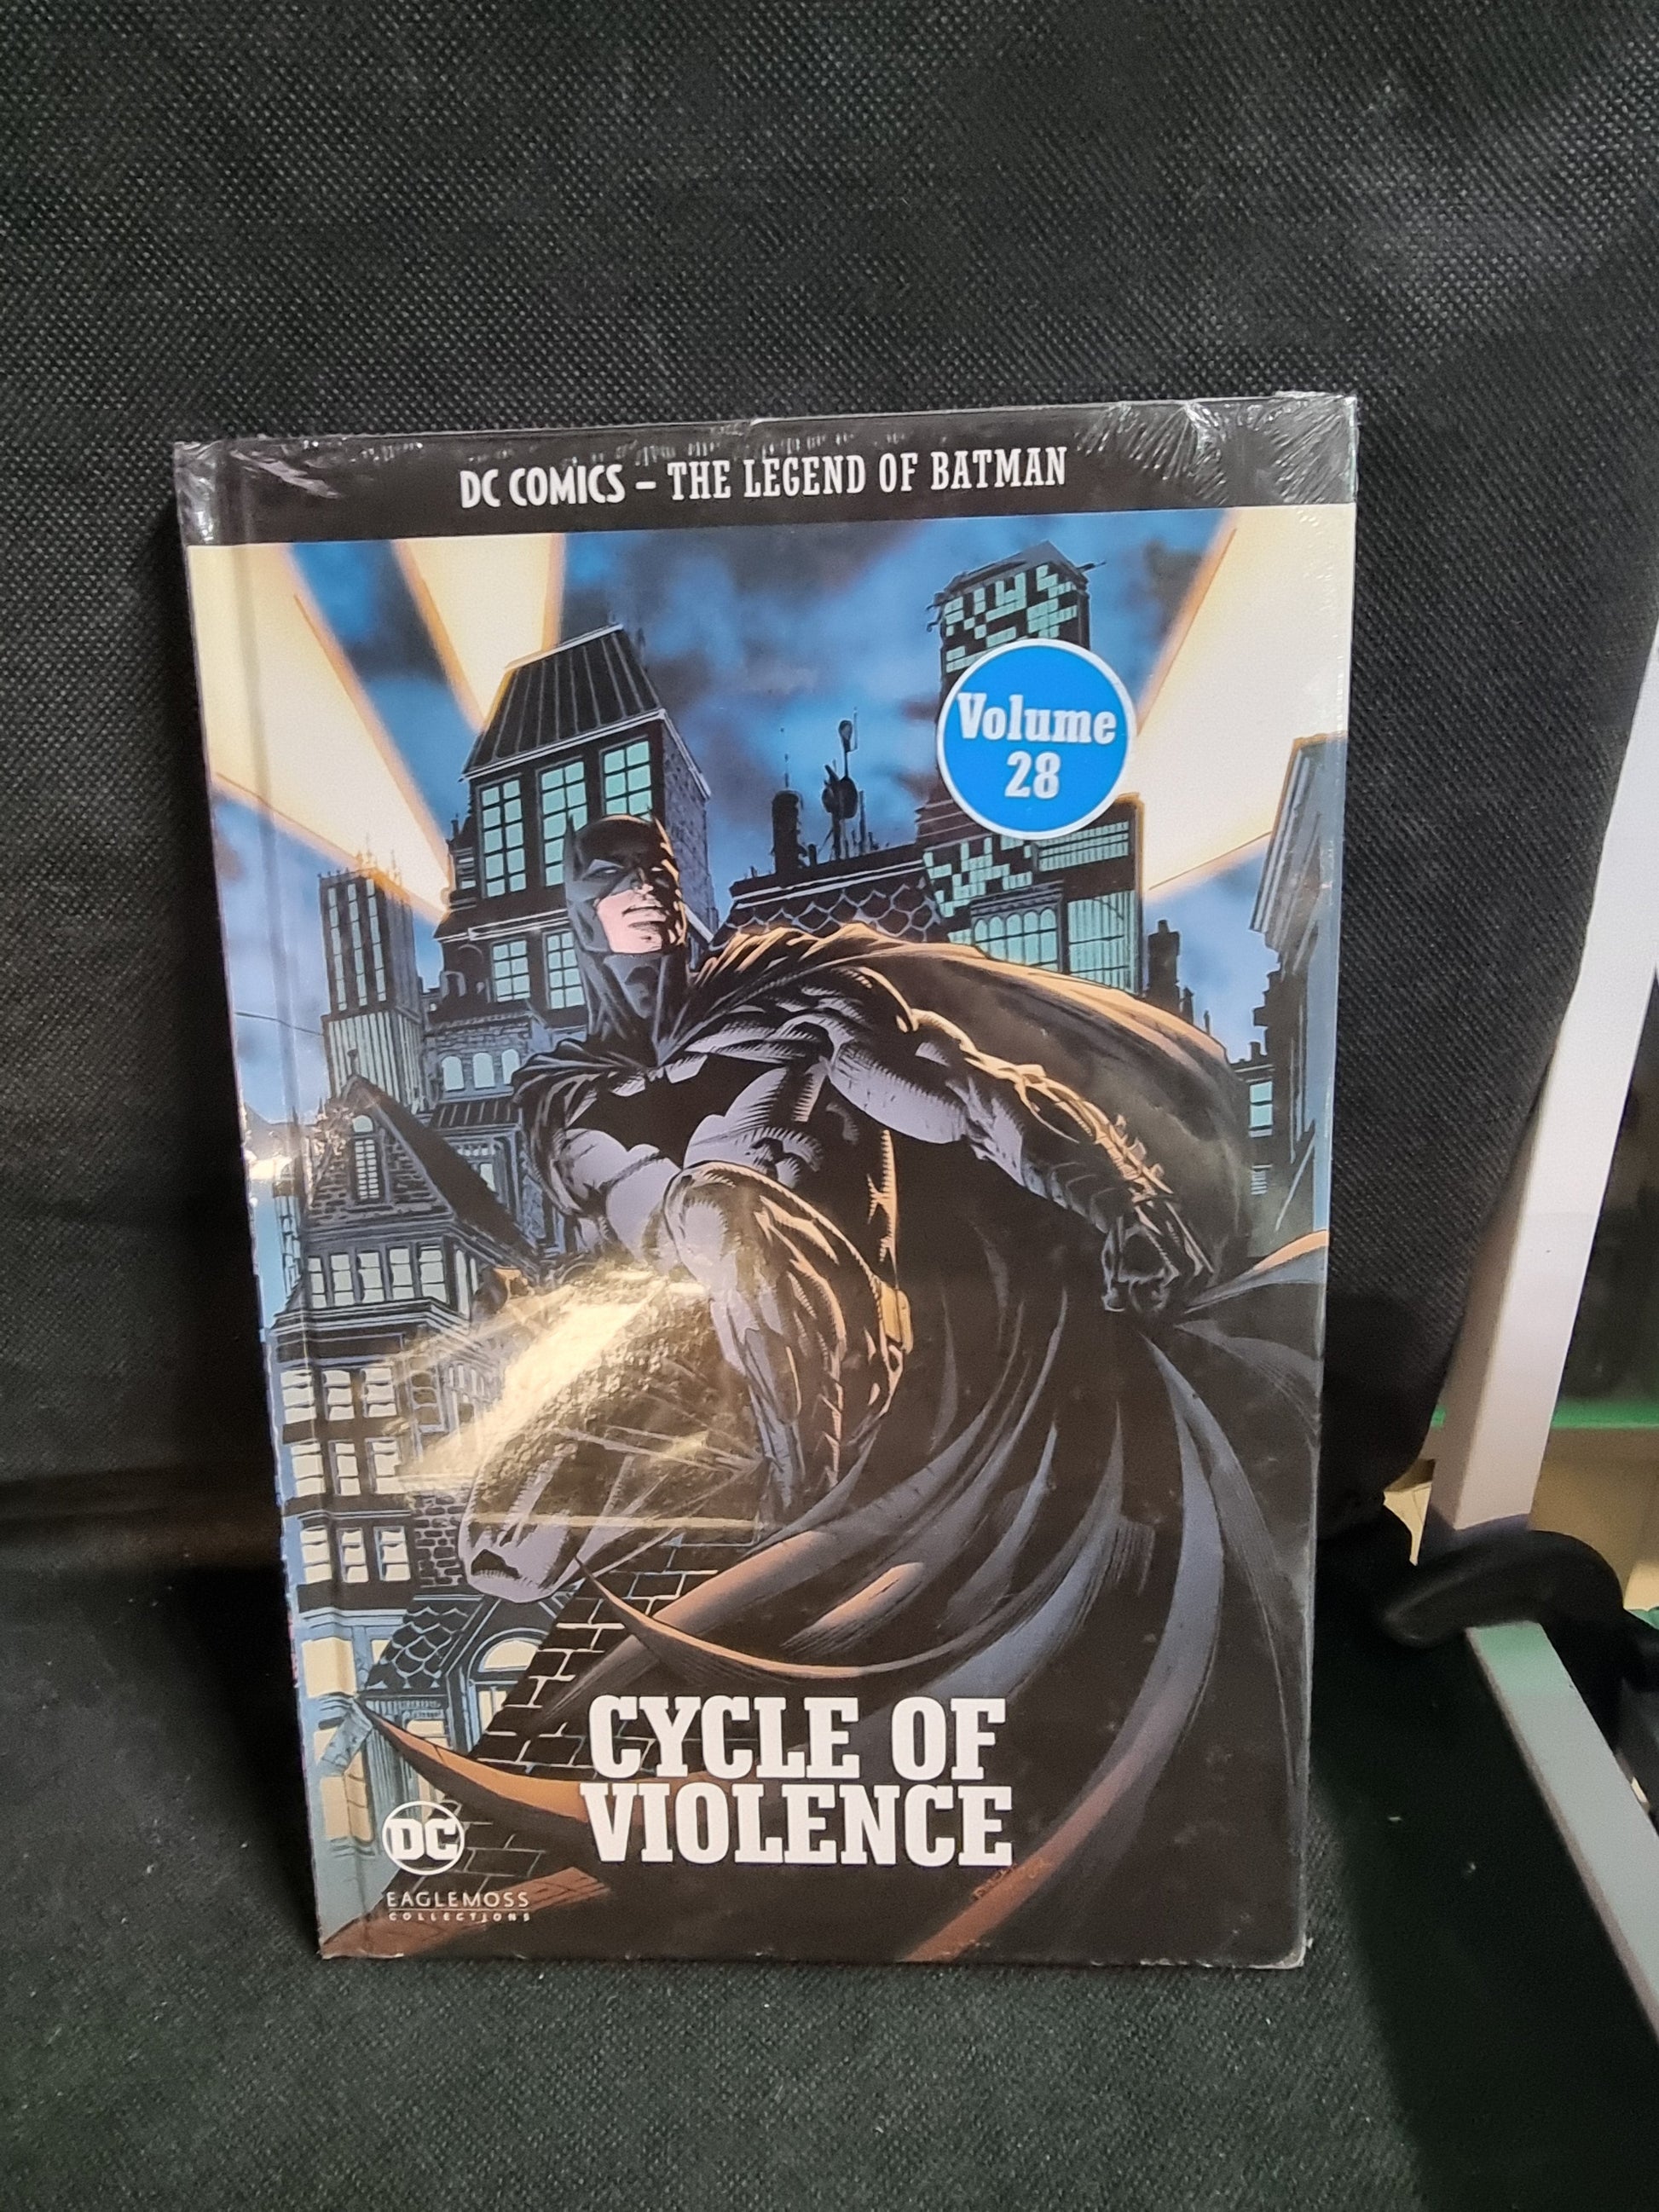 DC COMICS – THE LEGEND OF BATMAN
Volume
28
CYCLE OF
VIOLENCE
DC
EAGLEMOSS
COLLECTIONS